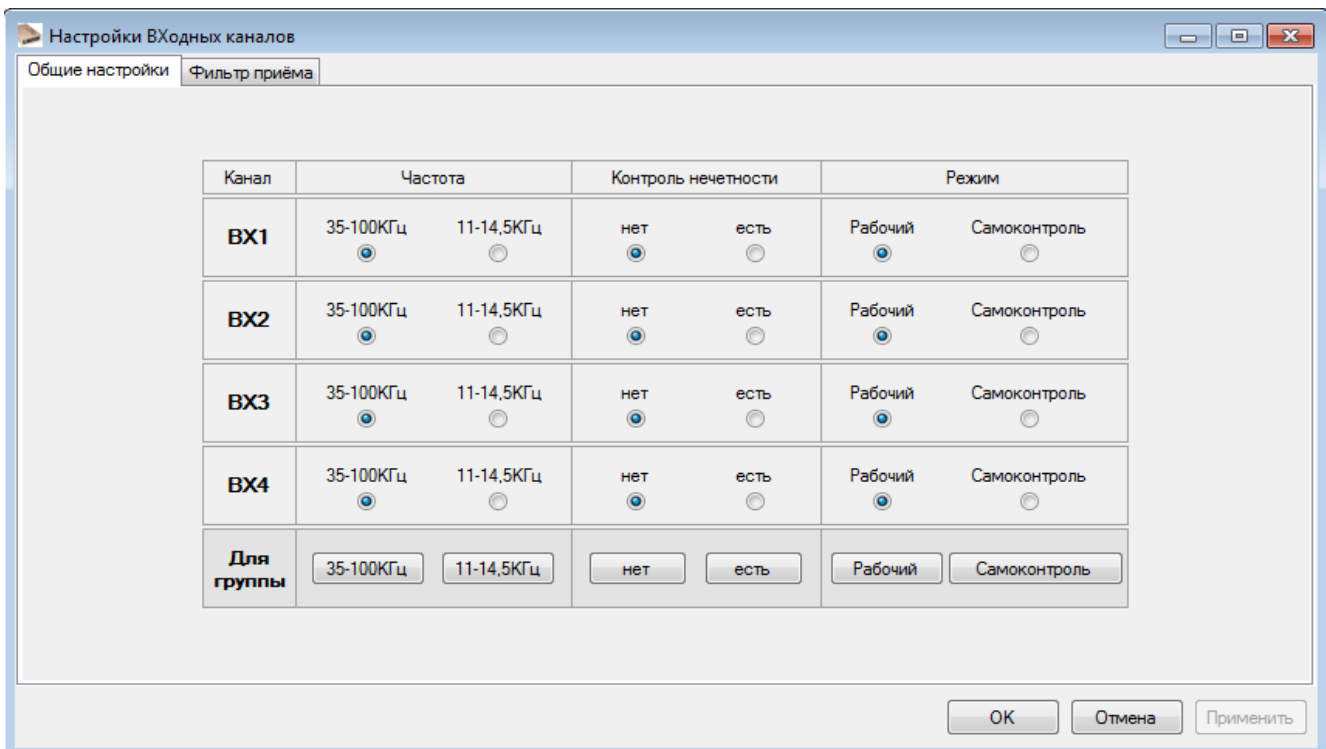 Настройки ВХодных каналов
Общие настройки Фильтр приёма
Канал Частота Контроль нечетности Режим
ВХ1 35-100КГц 11-14,5КГц нет есть Рабочий Самоконтроль
ВХ2 35-100КГц 11-14,5КГц нет есть Рабочий Самоконтроль
ВХ3 35-100КГц 11-14,5КГц нет есть Рабочий Самоконтроль
ВХ4 35-100КГц 11-14,5КГц нет есть Рабочий Самоконтроль
Для
группы 35-100КГц 11-14,5КГц нет есть Рабочий Самоконтроль
OK Отмена Применить